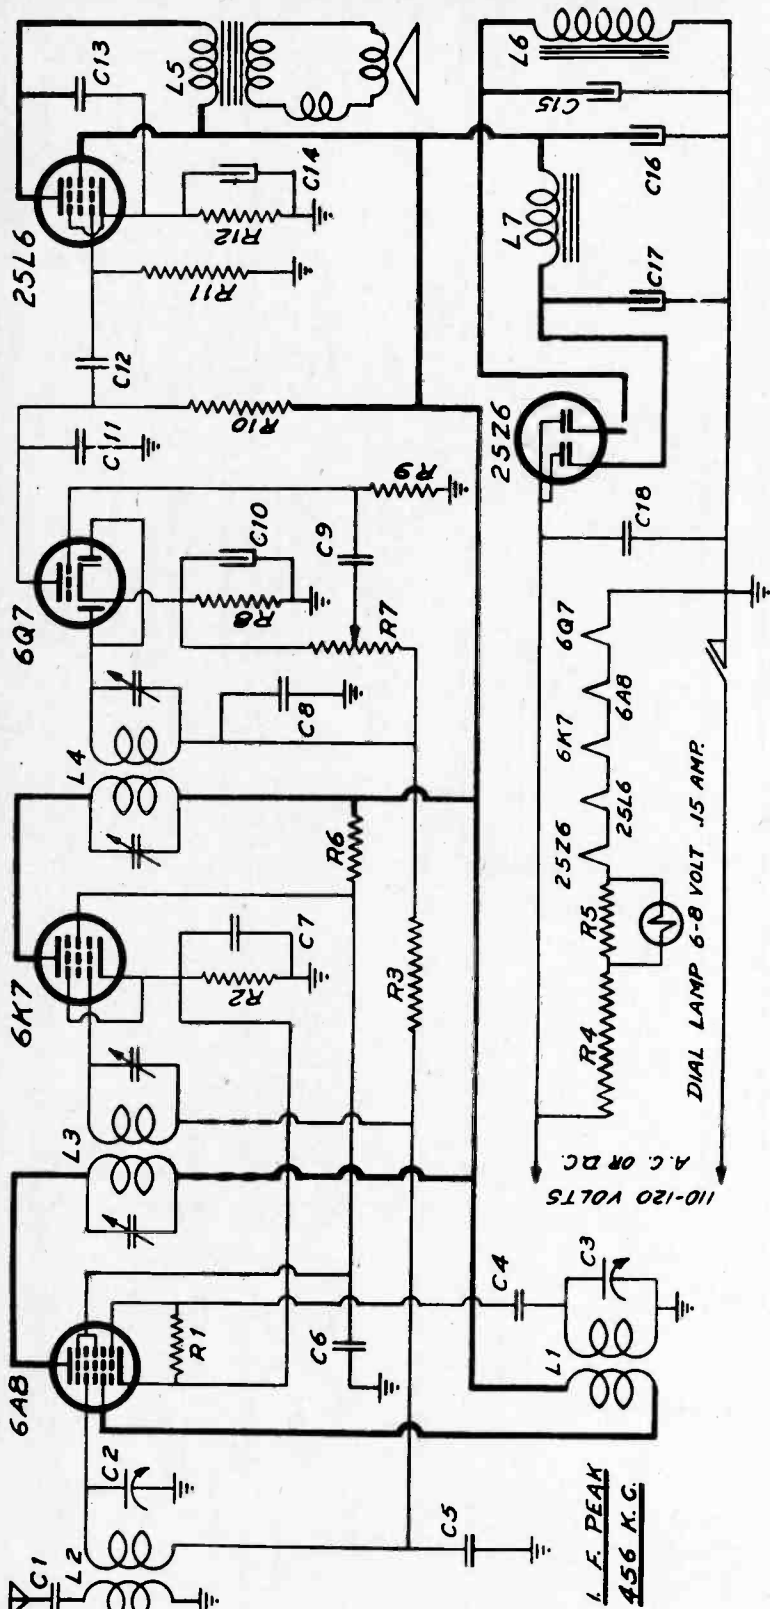 6A8
6K7
6Q7
25L6
C1
L2
C2
R1
L3
C13
L5
C14
R12
R11
C12
C11
R10
L4
C10
R8
C9
R9
R7
C8
C7
R2
R6
R3
C6
C5
C4
C3
L1
I. F. PEAK
456 K.C.
110-120 VOLTS
A.C. OR D.C.
R4
R5
25Z6
25L6
6K7
6A8
6Q7
DIAL LAMP 6-8 VOLT .15 AMP.
C18
25Z6
C17
L7
C16
C15
L6